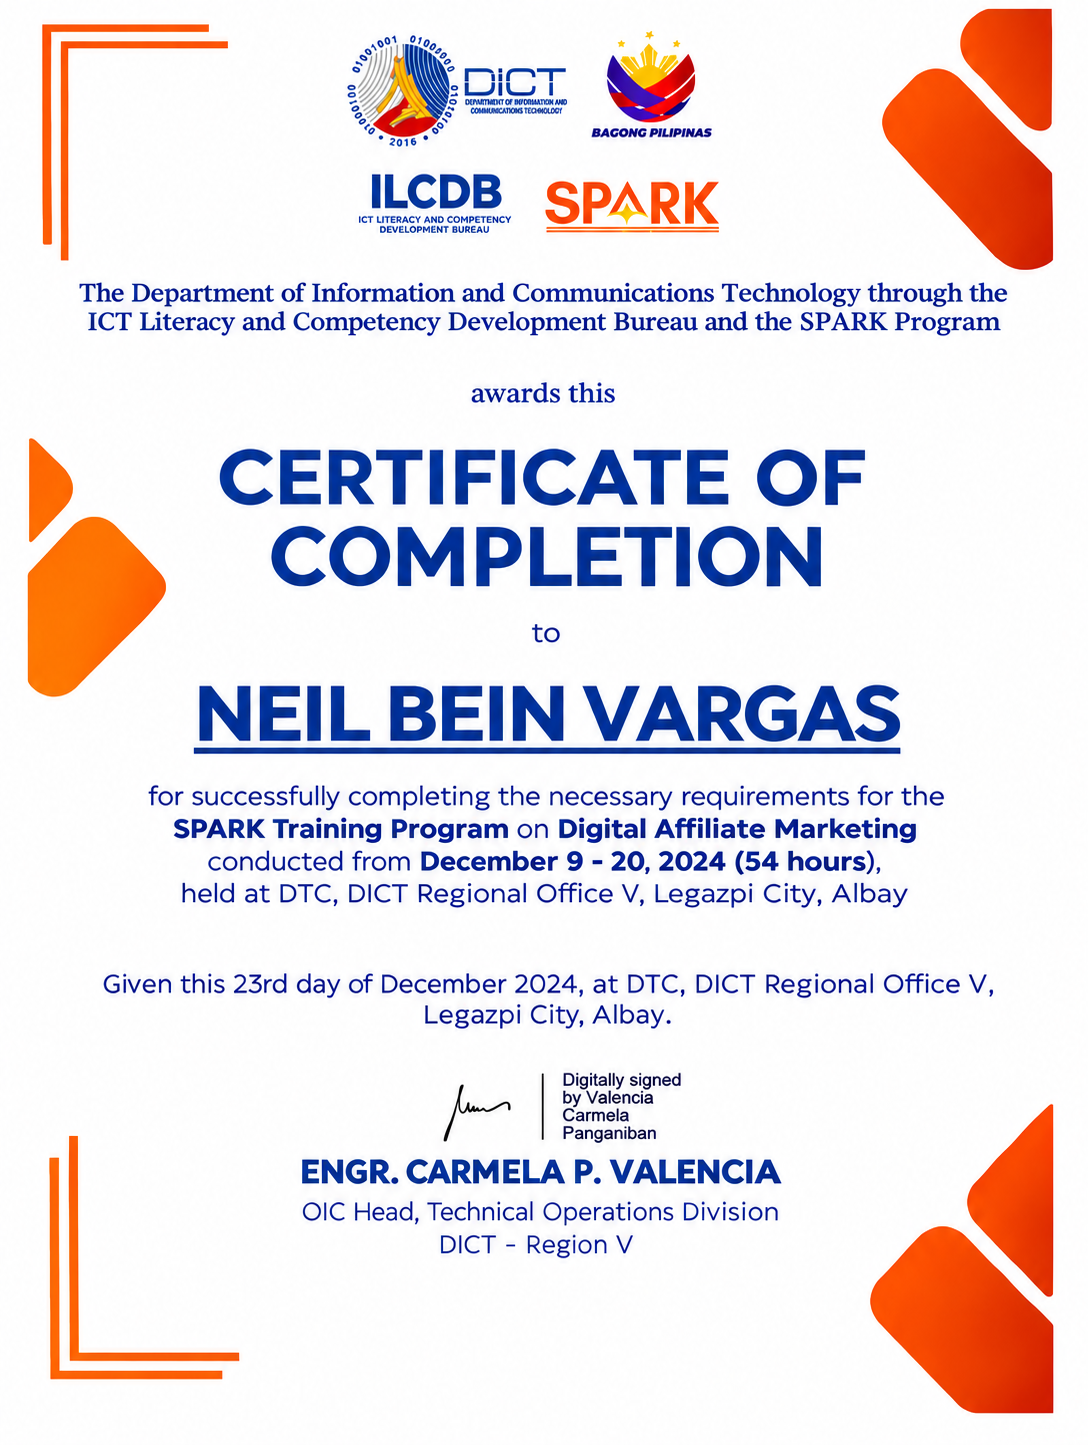 01001001 01000000 01010100 • 2016 • 01000100
DICT
DEPARTMENT OF INFORMATION AND
COMMUNICATIONS TECHNOLOGY
BAGONG PILIPINAS
ILCDB
ICT LITERACY AND COMPETENCY
DEVELOPMENT BUREAU
SPARK
The Department of Information and Communications Technology through the
ICT Literacy and Competency Development Bureau and the SPARK Program
awards this
CERTIFICATE OF
COMPLETION
to
NEIL BEIN VARGAS
for successfully completing the necessary requirements for the
SPARK Training Program on Digital Affiliate Marketing
conducted from December 9 - 20, 2024 (54 hours),
held at DTC, DICT Regional Office V, Legazpi City, Albay
Given this 23rd day of December 2024, at DTC, DICT Regional Office V,
Legazpi City, Albay.
Digitally signed
by Valencia
Carmela
Panganiban
ENGR. CARMELA P. VALENCIA
OIC Head, Technical Operations Division
DICT - Region V